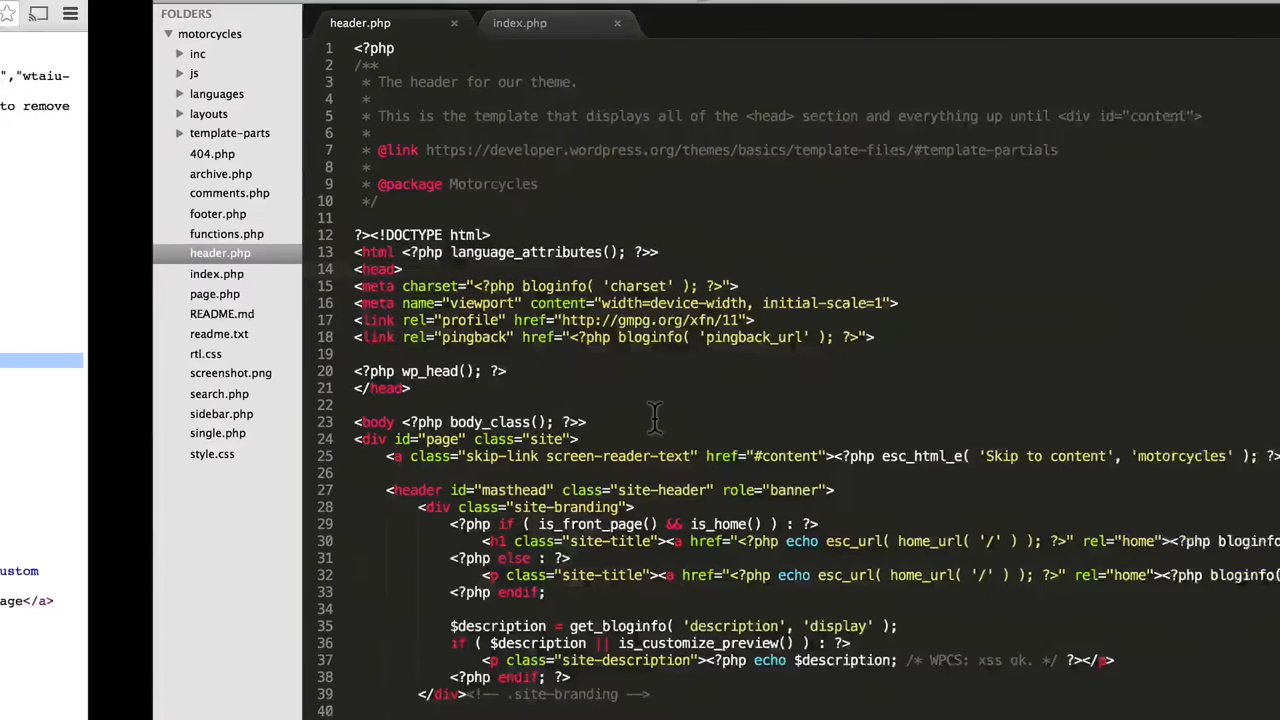 ","wtaiu-
to remove
ustom
age</a>
FOLDERS
motorcycles
inc
js
languages
layouts
template-parts
404.php
archive.php
comments.php
footer.php
functions.php
header.php
index.php
page.php
README.md
readme.txt
rtl.css
screenshot.png
search.php
sidebar.php
single.php
style.css
header.php × index.php ×
1 <?php
2 /**
3 * The header for our theme.
4 *
5 * This is the template that displays all of the <head> section and everything up until <div id="content">
6 *
7 * @link https://developer.wordpress.org/themes/basics/template-files/#template-partials
8 *
9 * @package Motorcycles
10 */
11
12 ?><!DOCTYPE html>
13 <html <?php language_attributes(); ?>>
14 <head>
15 <meta charset="<?php bloginfo( 'charset' ); ?>">
16 <meta name="viewport" content="width=device-width, initial-scale=1">
17 <link rel="profile" href="http://gmpg.org/xfn/11">
18 <link rel="pingback" href="<?php bloginfo( 'pingback_url' ); ?>">
19
20 <?php wp_head(); ?>
21 </head>
22
23 <body <?php body_class(); ?>>
24 <div id="page" class="site">
25 <a class="skip-link screen-reader-text" href="#content"><?php esc_html_e( 'Skip to content', 'motorcycles' ); ?>
26
27 <header id="masthead" class="site-header" role="banner">
28 <div class="site-branding">
29 <?php if ( is_front_page() && is_home() ) : ?>
30 <h1 class="site-title"><a href="<?php echo esc_url( home_url( '/' ) ); ?>" rel="home"><?php bloginfo
31 <?php else : ?>
32 <p class="site-title"><a href="<?php echo esc_url( home_url( '/' ) ); ?>" rel="home"><?php bloginfo(
33 <?php endif;
34
35 $description = get_bloginfo( 'description', 'display' );
36 if ( $description || is_customize_preview() ) : ?>
37 <p class="site-description"><?php echo $description; /* WPCS: xss ok. */ ?></p>
38 <?php endif; ?>
39 </div><!-- .site-branding -->
40